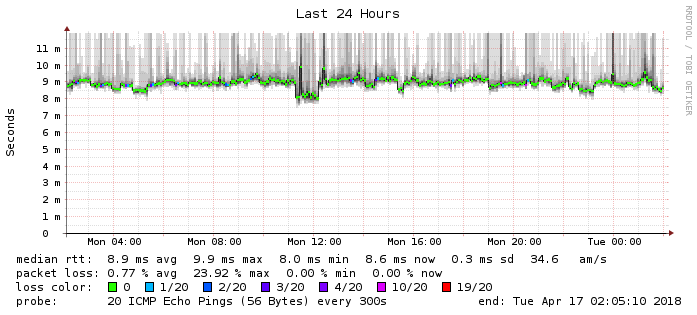 Last 24 Hours
RRDTOOL / TOBI OETIKER
Seconds
11 m
10 m
9 m
8 m
7 m
6 m
5 m
4 m
3 m
2 m
1 m
0
Mon 04:00 Mon 08:00 Mon 12:00 Mon 16:00 Mon 20:00 Tue 00:00
median rtt: 8.9 ms avg 9.9 ms max 8.0 ms min 8.6 ms now 0.3 ms sd 34.6 am/s
packet loss: 0.77 % avg 23.92 % max 0.00 % min 0.00 % now
loss color: 0 1/20 2/20 3/20 4/20 10/20 19/20
probe: 20 ICMP Echo Pings (56 Bytes) every 300s end: Tue Apr 17 02:05:10 2018